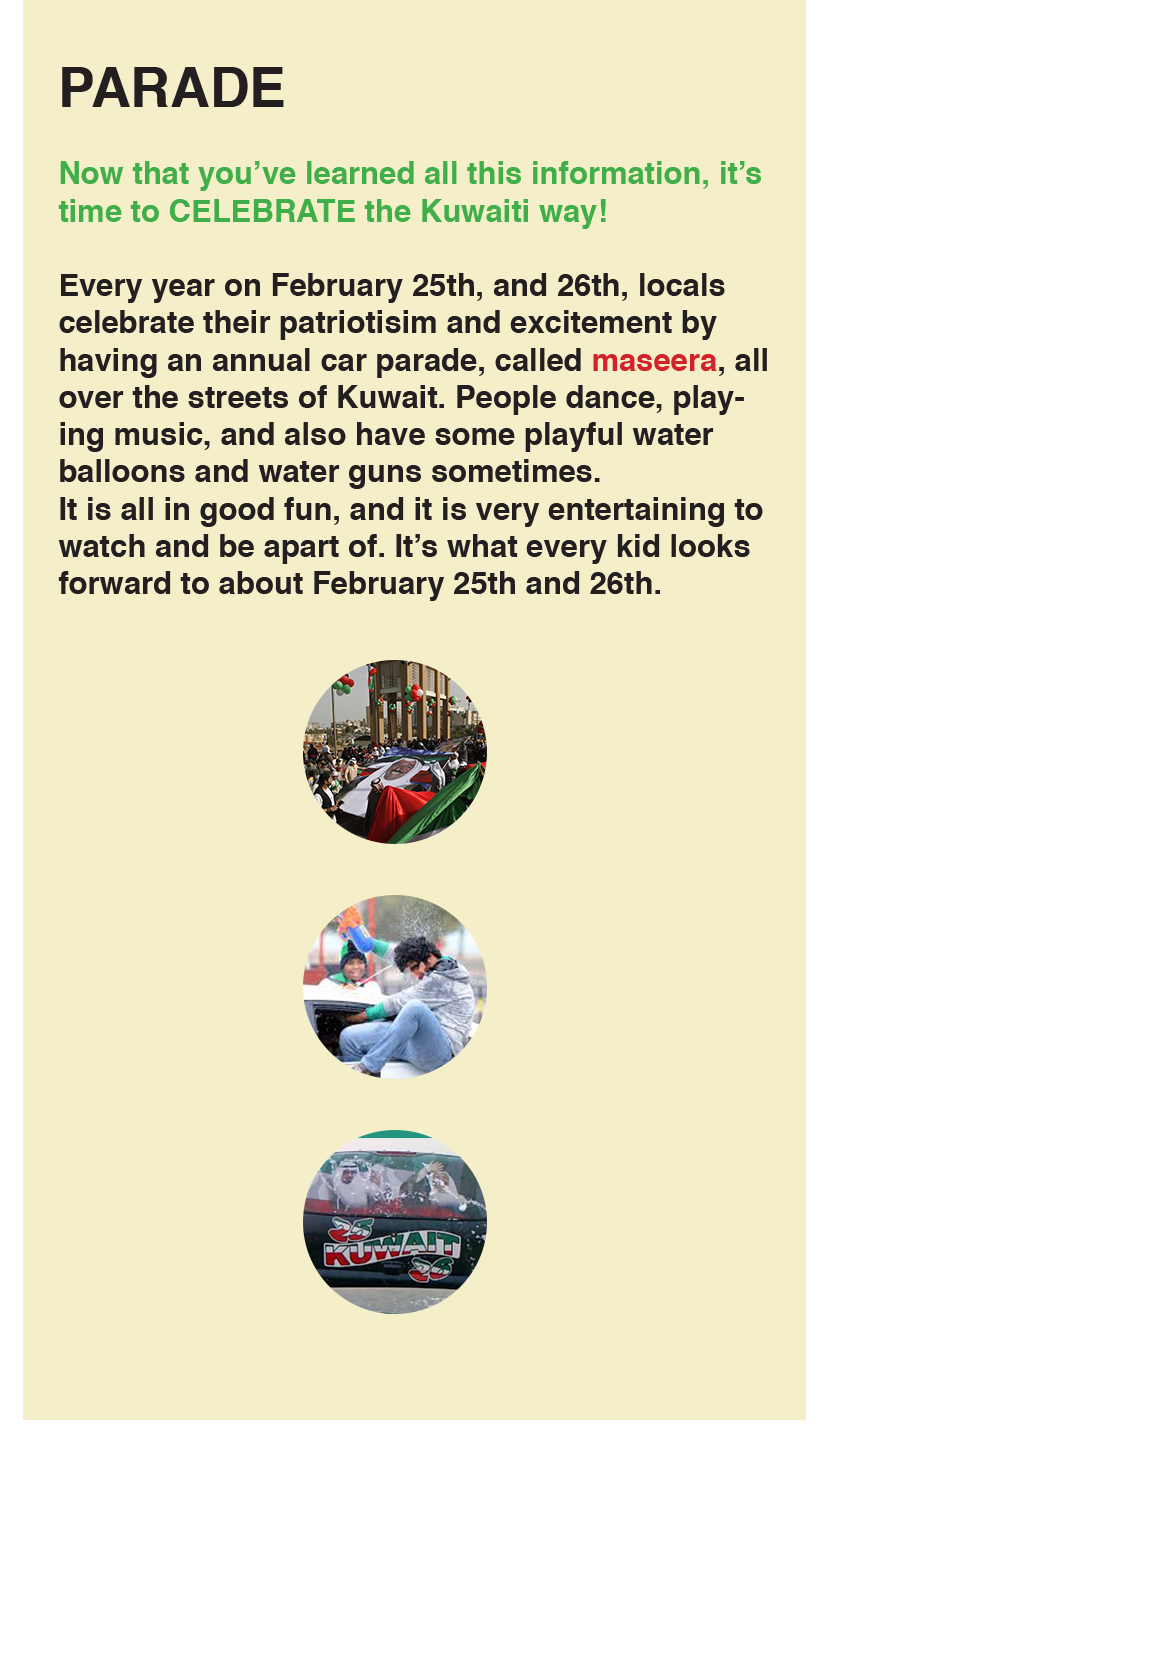 PARADE
Now that you’ve learned all this information, it’s
time to CELEBRATE the Kuwaiti way!
Every year on February 25th, and 26th, locals
celebrate their patriotisim and excitement by
having an annual car parade, called maseera, all
over the streets of Kuwait. People dance, play-
ing music, and also have some playful water
balloons and water guns sometimes.
It is all in good fun, and it is very entertaining to
watch and be apart of. It’s what every kid looks
forward to about February 25th and 26th.
25
KUWAIT
26